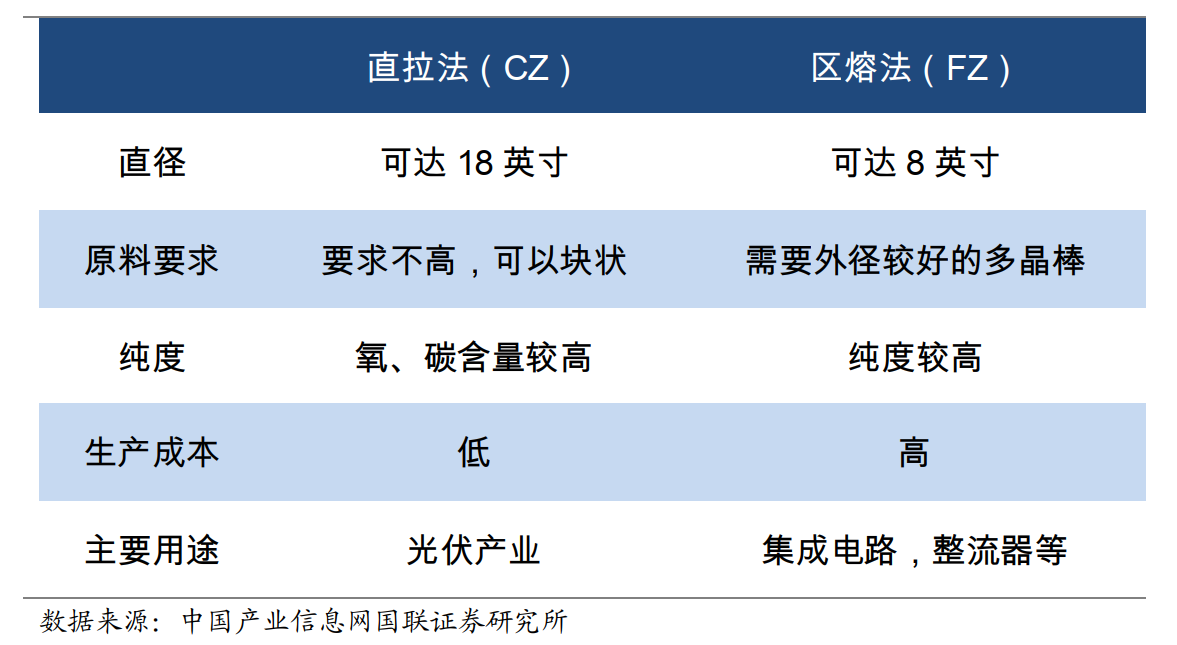 直拉法（CZ） 区熔法（FZ）
直径 可达 18 英寸 可达 8 英寸
原料要求 要求不高，可以块状 需要外径较好的多晶棒
纯度 氧、碳含量较高 纯度较高
生产成本 低 高
主要用途 光伏产业 集成电路，整流器等
数据来源：中国产业信息网国联证券研究所